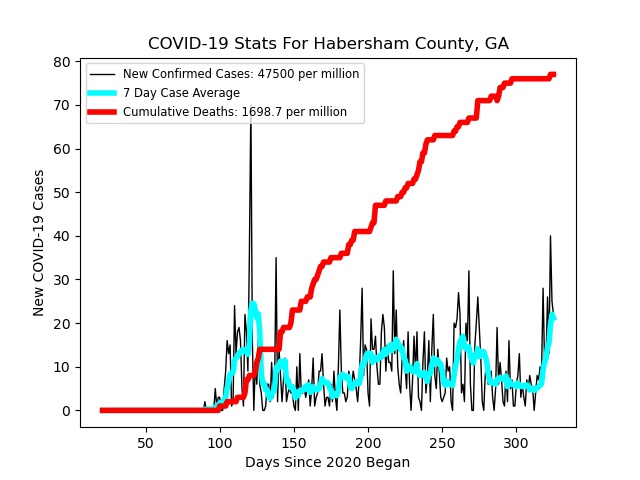 COVID-19 Stats For Habersham County, GA
New Confirmed Cases: 47500 per million
7 Day Case Average
Cumulative Deaths: 1698.7 per million
New COVID-19 Cases
80
70
60
50
40
30
20
10
0
50 100 150 200 250 300
Days Since 2020 Began